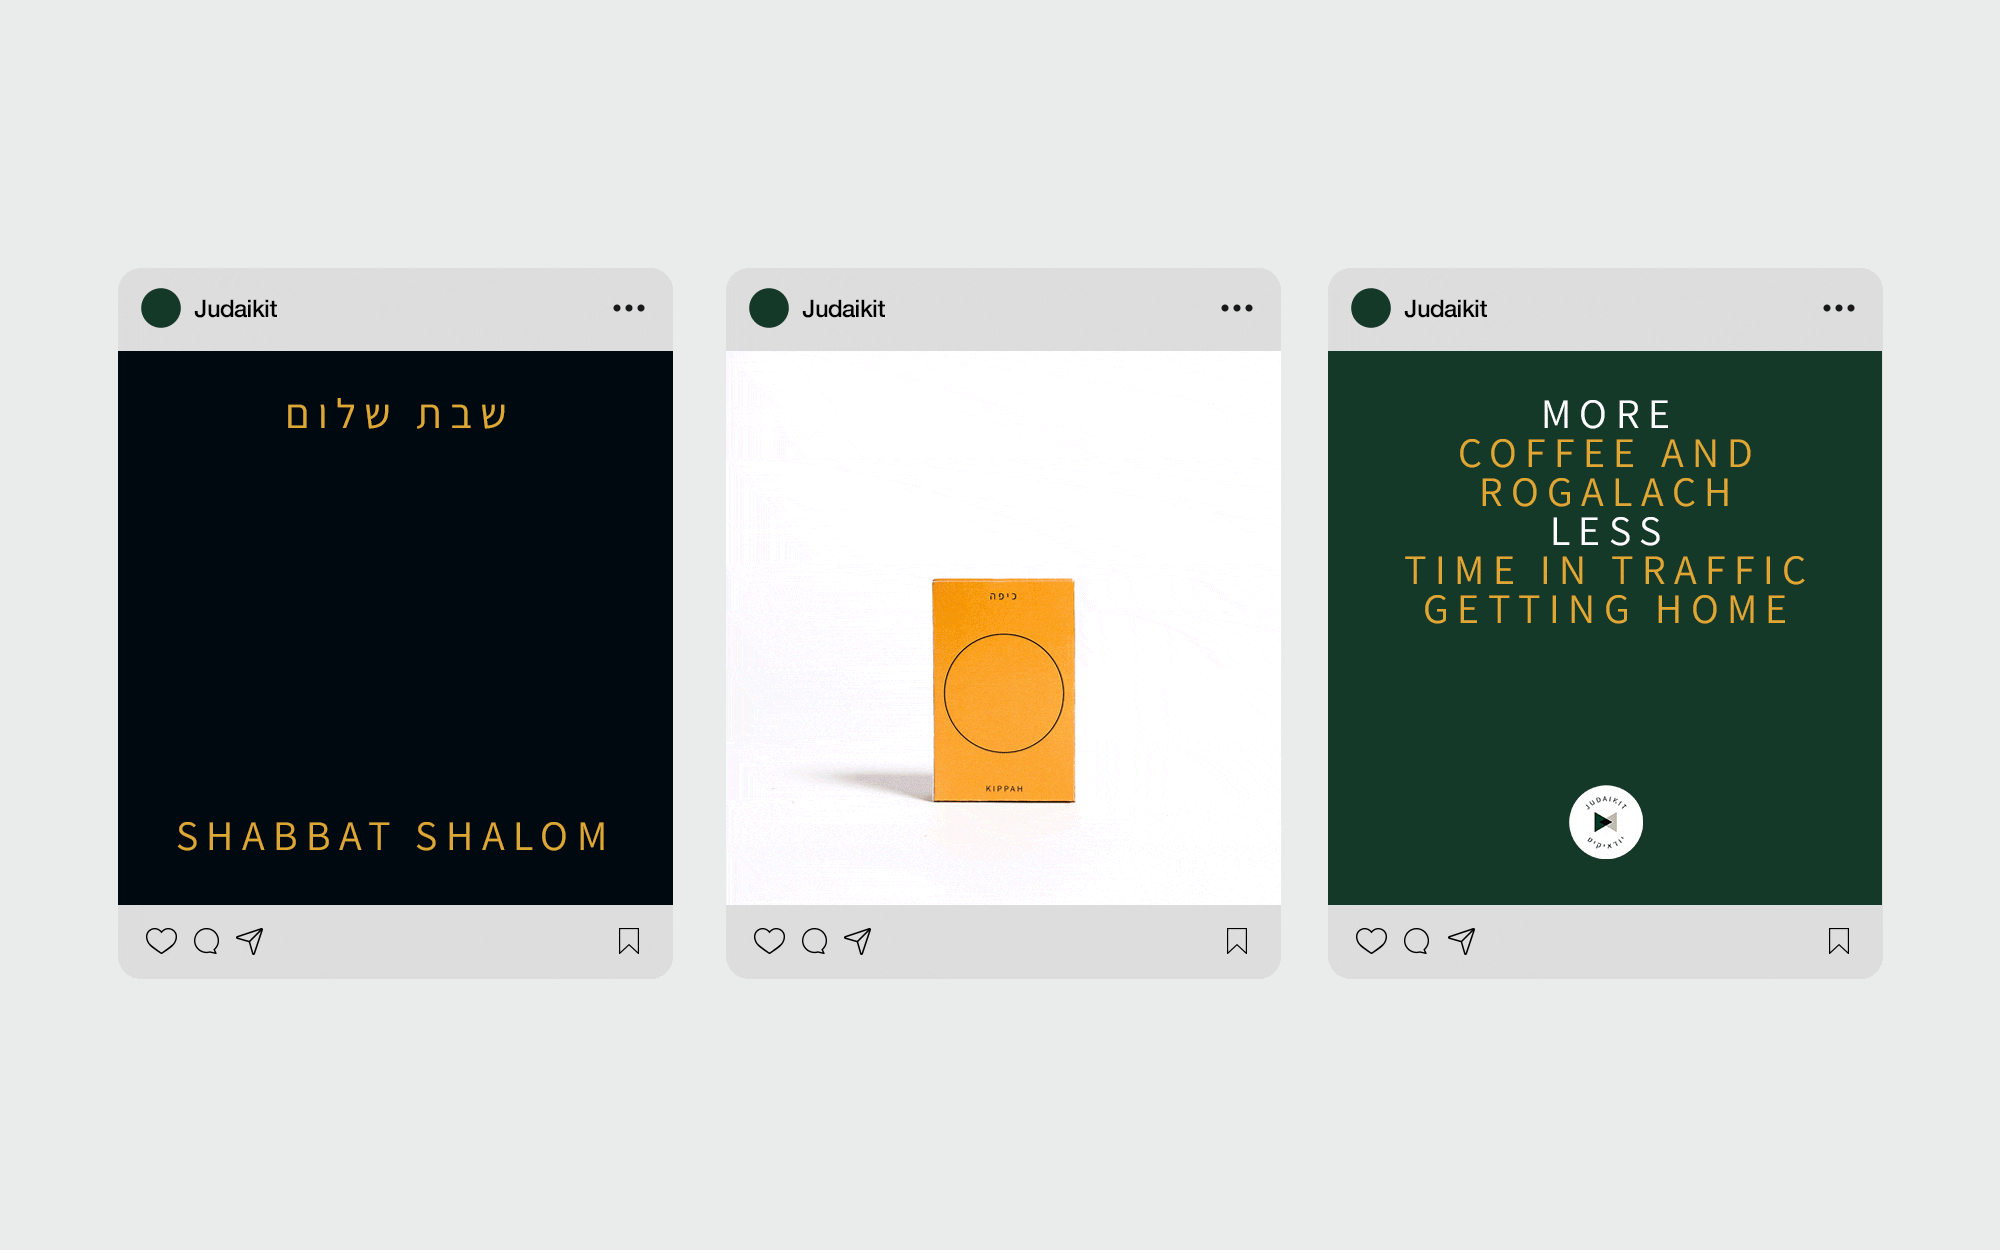 Judaikit
שבת שלום
SHABBAT SHALOM
Judaikit
כיפה
KIPPAH
Judaikit
MORE
COFFEE AND
ROGALACH
LESS
TIME IN TRAFFIC
GETTING HOME
JUDAIKIT
יודאיקיט